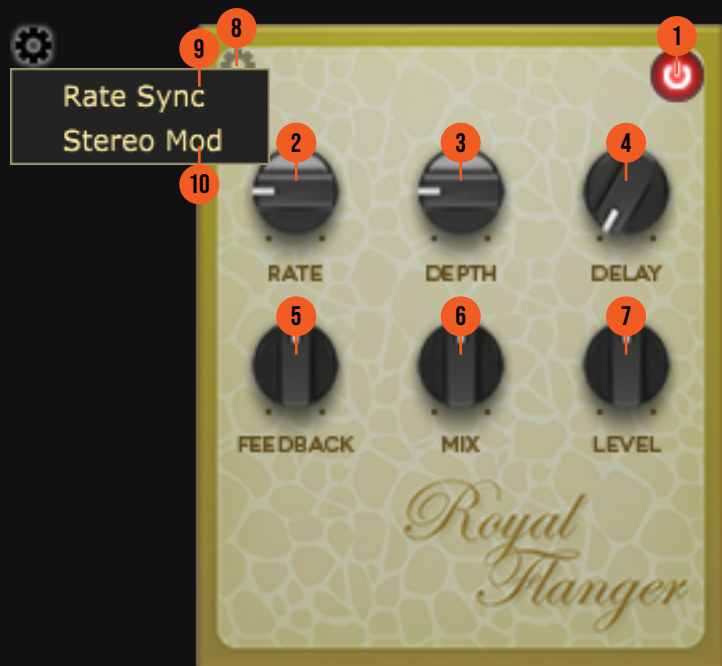 8
9
1
Rate Sync
Stereo Mod
10
2
3
4
RATE
DEPTH
DELAY
5
6
7
FEEDBACK
MIX
LEVEL
Royal
Flanger